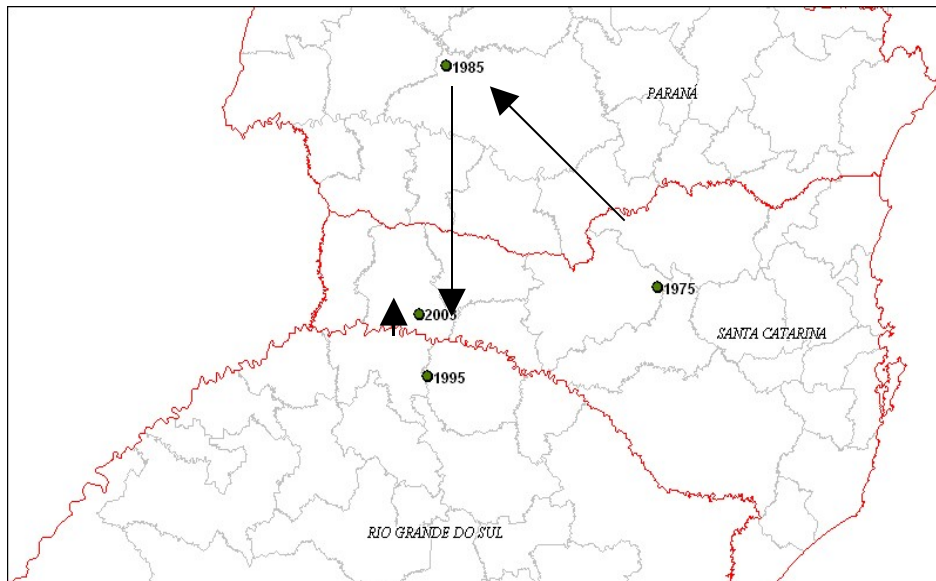 1985
PARANÁ
1975
2005
SANTA CATARINA
1995
RIO GRANDE DO SUL